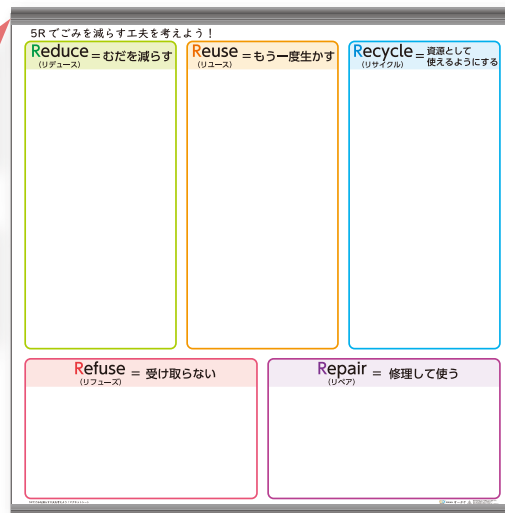 5Rでごみを減らす工夫を考えよう！
Reduce＝むだを減らす
（リデュース）
Reuse＝もう一度生かす
（リユース）
Recycle＝資源として
使えるようにする
（リサイクル）
Refuse ＝ 受け取らない
（リフューズ）
Repair ＝ 修理して使う
（リペア）